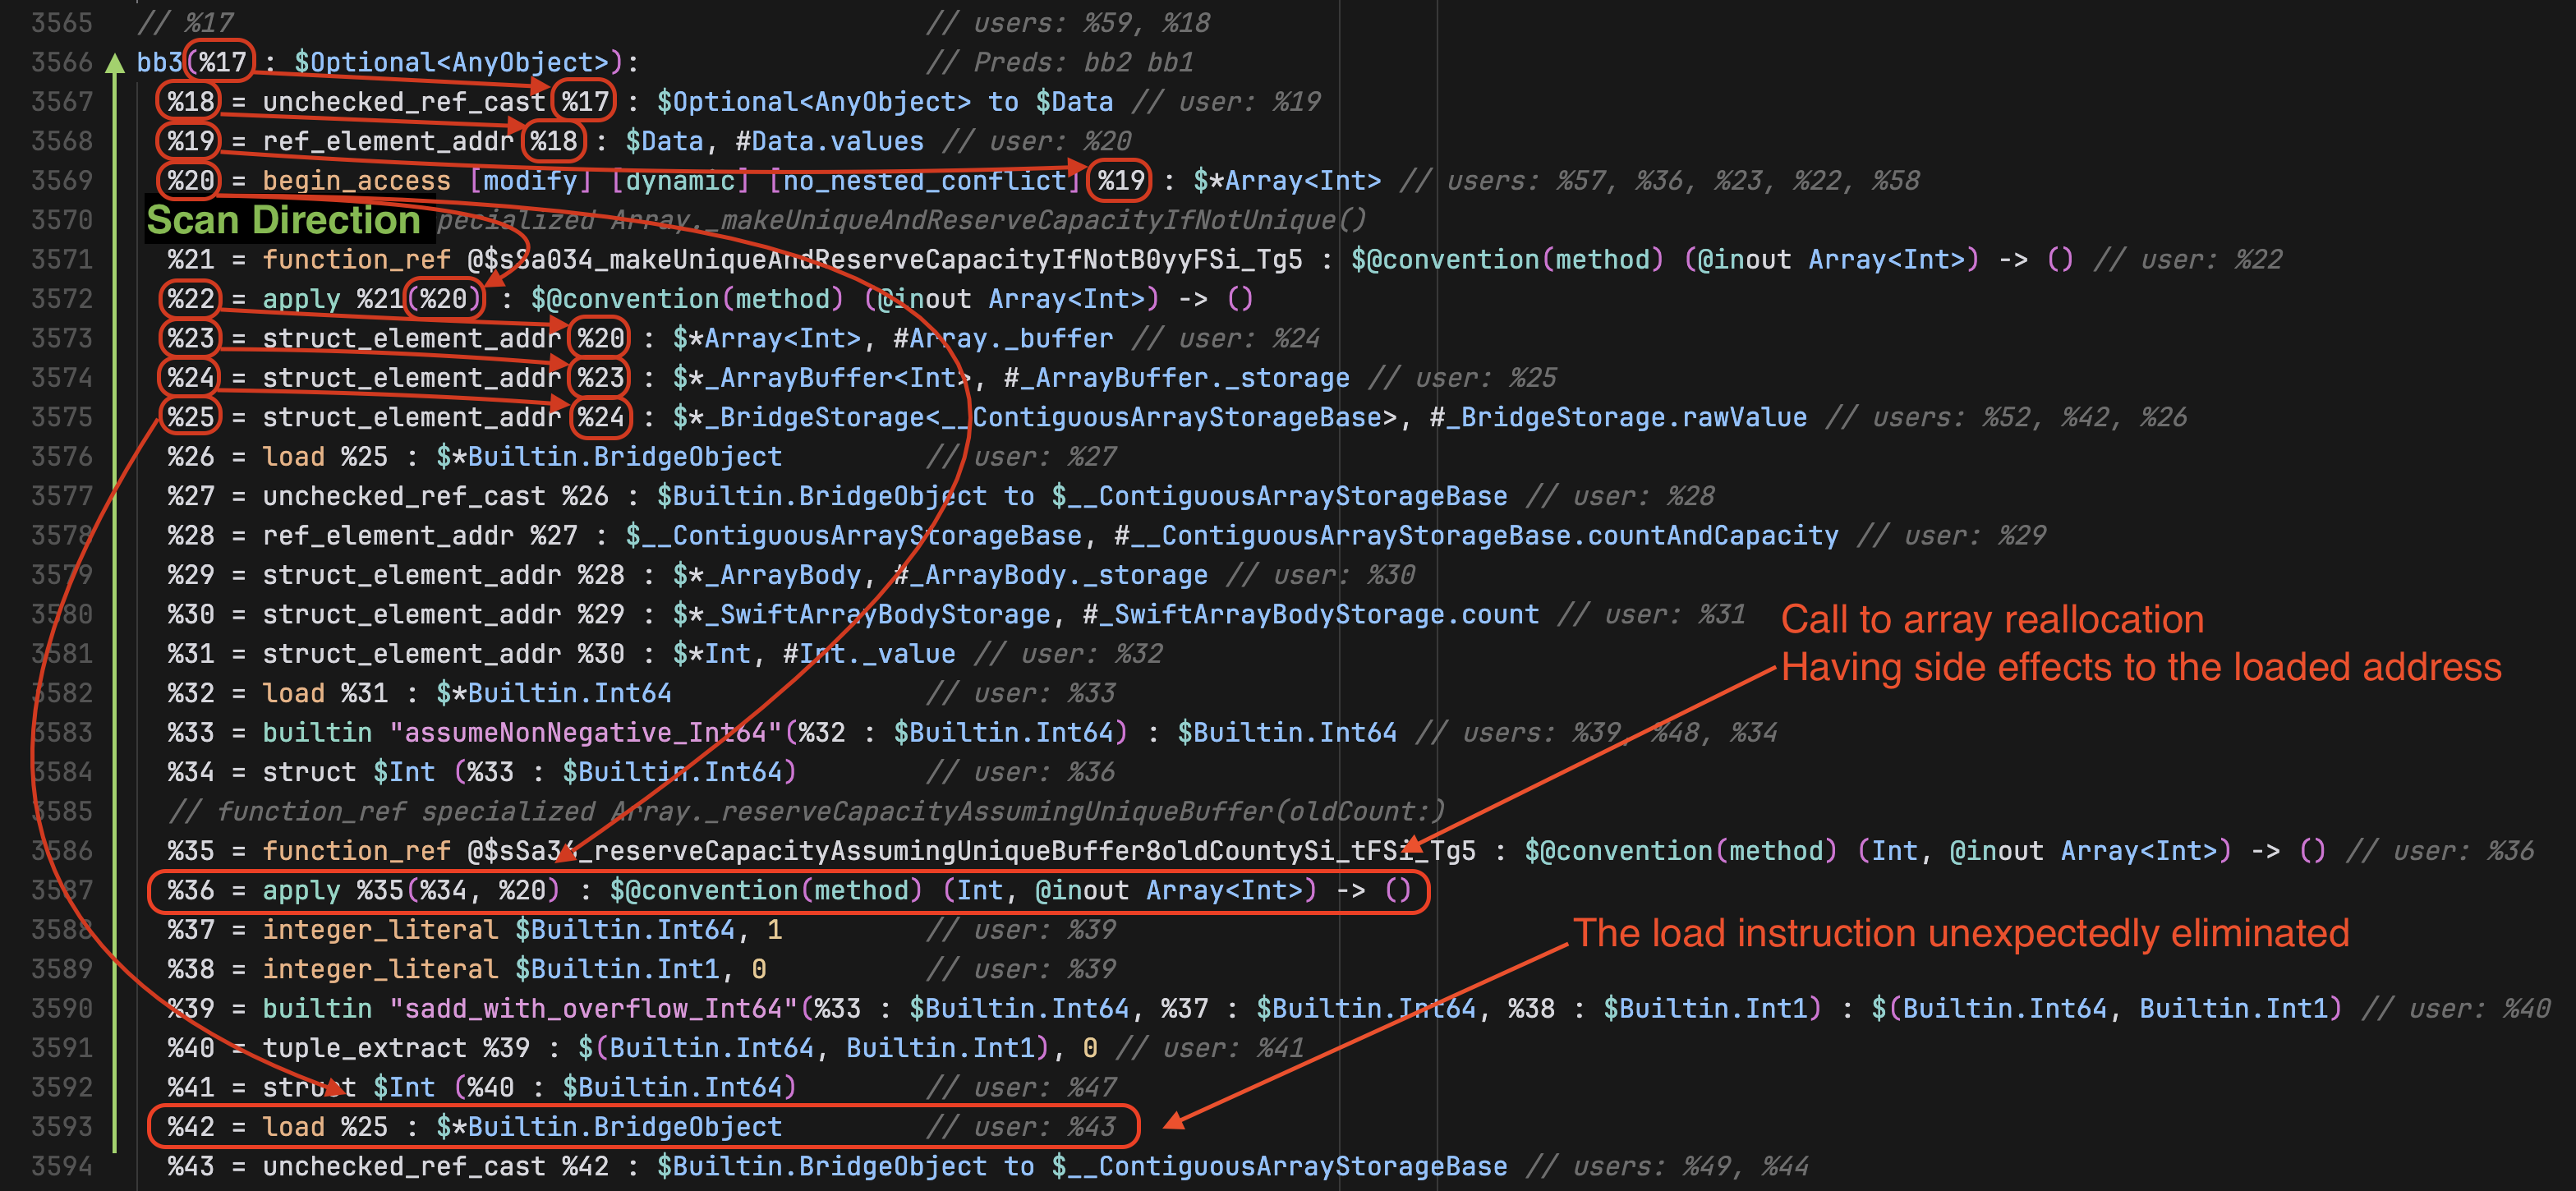 3565 // %17 // users: %59, %18
3566 bb3(%17 : $Optional<AnyObject>): // Preds: bb2 bb1
3567 %18 = unchecked_ref_cast %17 : $Optional<AnyObject> to $Data // user: %19
3568 %19 = ref_element_addr %18 : $Data, #Data.values // user: %20
3569 %20 = begin_access [modify] [dynamic] [no_nested_conflict] %19 : $*Array<Int> // users: %57, %36, %23, %22, %58
Scan Direction
3570 pecialized Array._makeUniqueAndReserveCapacityIfNotUnique()
3571 %21 = function_ref @$sSa034_makeUniqueAndReserveCapacityIfNotB0yyFSi_Tg5 : $@convention(method) (@inout Array<Int>) -> () // user: %22
3572 %22 = apply %21(%20) : $@convention(method) (@inout Array<Int>) -> ()
3573 %23 = struct_element_addr %20 : $*Array<Int>, #Array._buffer // user: %24
3574 %24 = struct_element_addr %23 : $*_ArrayBuffer<Int>, #_ArrayBuffer._storage // user: %25
3575 %25 = struct_element_addr %24 : $*_BridgeStorage<__ContiguousArrayStorageBase>, #_BridgeStorage.rawValue // users: %52, %42, %26
3576 %26 = load %25 : $*Builtin.BridgeObject // user: %27
3577 %27 = unchecked_ref_cast %26 : $Builtin.BridgeObject to $__ContiguousArrayStorageBase // user: %28
3578 %28 = ref_element_addr %27 : $__ContiguousArrayStorageBase, #__ContiguousArrayStorageBase.countAndCapacity // user: %29
3579 %29 = struct_element_addr %28 : $*_ArrayBody, #_ArrayBody._storage // user: %30
3580 %30 = struct_element_addr %29 : $*_SwiftArrayBodyStorage, #_SwiftArrayBodyStorage.count // user: %31
Call to array reallocation
3581 %31 = struct_element_addr %30 : $*Int, #Int._value // user: %32
Having side effects to the loaded address
3582 %32 = load %31 : $*Builtin.Int64 // user: %33
3583 %33 = builtin "assumeNonNegative_Int64"(%32 : $Builtin.Int64) : $Builtin.Int64 // users: %39, %48, %34
3584 %34 = struct $Int (%33 : $Builtin.Int64) // user: %36
3585 // function_ref specialized Array._reserveCapacityAssumingUniqueBuffer(oldCount:)
3586 %35 = function_ref @$sSa36_reserveCapacityAssumingUniqueBuffer8oldCountySi_tFSi_Tg5 : $@convention(method) (Int, @inout Array<Int>) -> () // user: %36
3587 %36 = apply %35(%34, %20) : $@convention(method) (Int, @inout Array<Int>) -> ()
3588 %37 = integer_literal $Builtin.Int64, 1 // user: %39
The load instruction unexpectedly eliminated
3589 %38 = integer_literal $Builtin.Int1, 0 // user: %39
3590 %39 = builtin "sadd_with_overflow_Int64"(%33 : $Builtin.Int64, %37 : $Builtin.Int64, %38 : $Builtin.Int1) : $(Builtin.Int64, Builtin.Int1) // user: %40
3591 %40 = tuple_extract %39 : $(Builtin.Int64, Builtin.Int1), 0 // user: %41
3592 %41 = struct $Int (%40 : $Builtin.Int64) // user: %47
3593 %42 = load %25 : $*Builtin.BridgeObject // user: %43
3594 %43 = unchecked_ref_cast %42 : $Builtin.BridgeObject to $__ContiguousArrayStorageBase // users: %49, %44